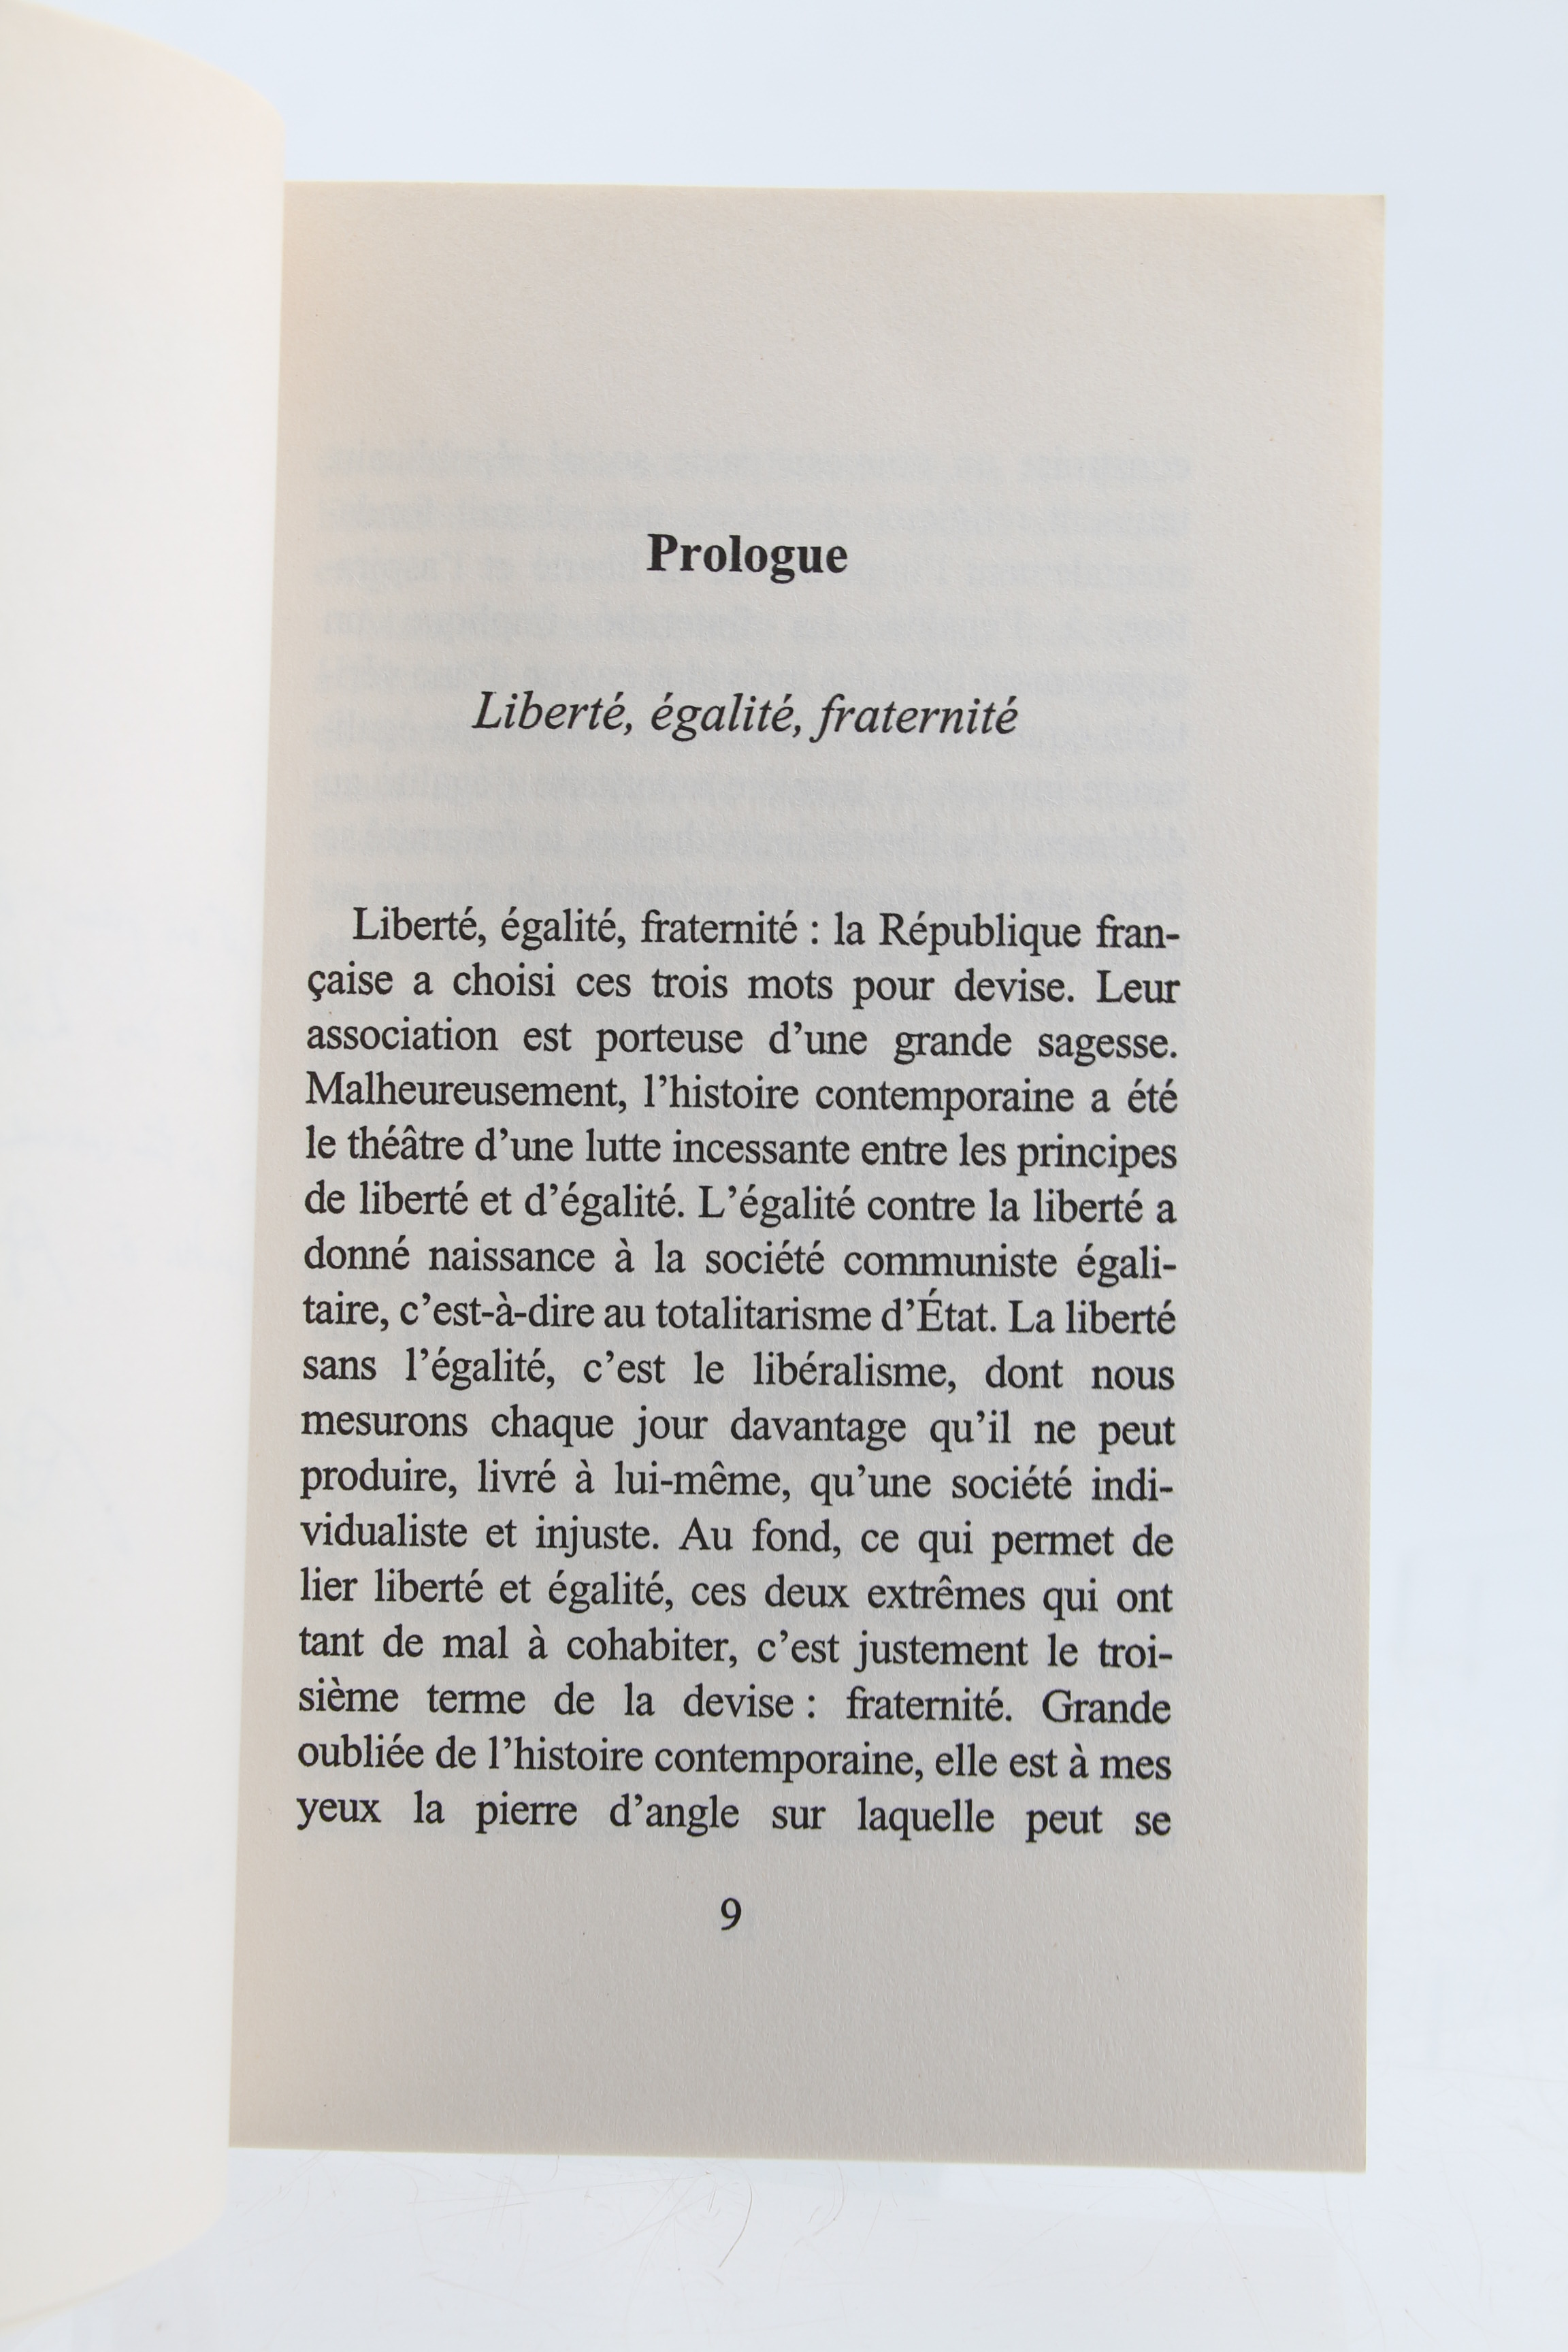 Prologue
Liberté, égalité, fraternité
Liberté, égalité, fraternité : la République fran-
çaise a choisi ces trois mots pour devise. Leur
association est porteuse d’une grande sagesse.
Malheureusement, l’histoire contemporaine a été
le théâtre d’une lutte incessante entre les principes
de liberté et d’égalité. L’égalité contre la liberté a
donné naissance à la société communiste égali-
taire, c’est-à-dire au totalitarisme d’État. La liberté
sans l’égalité, c’est le libéralisme, dont nous
mesurons chaque jour davantage qu’il ne peut
produire, livré à lui-même, qu’une société indi-
vidualiste et injuste. Au fond, ce qui permet de
lier liberté et égalité, ces deux extrêmes qui ont
tant de mal à cohabiter, c’est justement le troi-
sième terme de la devise : fraternité. Grande
oubliée de l’histoire contemporaine, elle est à mes
yeux la pierre d’angle sur laquelle peut se
9